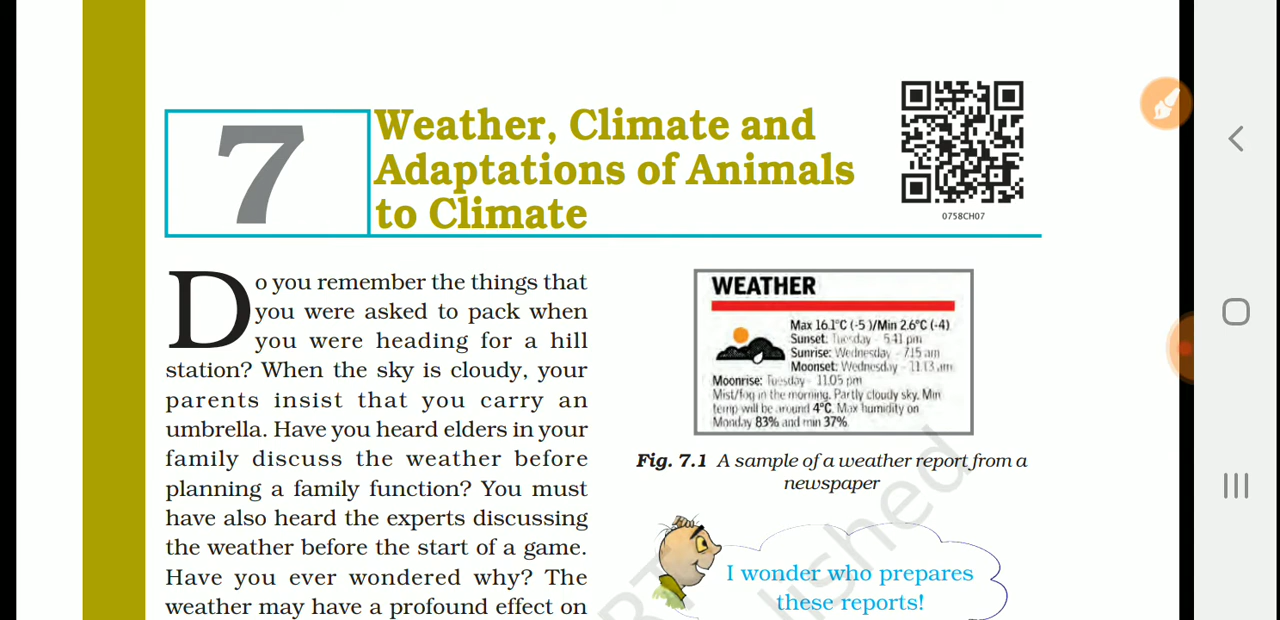 7
Weather, Climate and
Adaptations of Animals
to Climate
0758CH07
Do you remember the things that
you were asked to pack when
you were heading for a hill
station? When the sky is cloudy, your
parents insist that you carry an
umbrella. Have you heard elders in your
family discuss the weather before
planning a family function? You must
have also heard the experts discussing
the weather before the start of a game.
Have you ever wondered why? The
weather may have a profound effect on
WEATHER
Max 16.1°C (-5 )/Min 2.6°C (-4)
Sunset: Tuesday - 5.41 pm
Sunrise: Wednesday - 7.15 am
Moonset: Wednesday - 11.13 am
Moonrise: Tuesday - 11.05 pm
Mist/fog in the morning. Partly cloudy sky. Min
temp will be around 4°C. Max humidity on
Monday 83% and min 37%.
Fig. 7.1 A sample of a weather report from a
newspaper
I wonder who prepares
these reports!